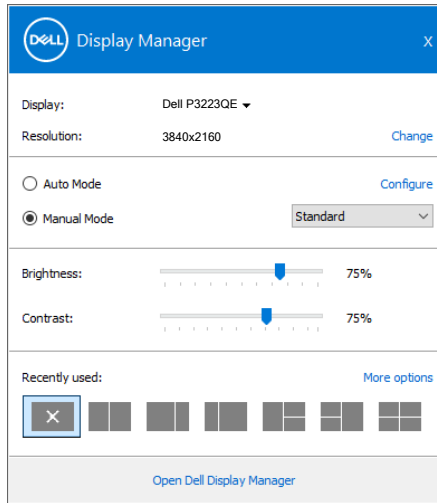 DELL Display Manager X
Display: Dell P3223QE
Resolution: 3840x2160 Change
Auto Mode Configure
Manual Mode Standard
Brightness: 75%
Contrast: 75%
Recently used: More options
Open Dell Display Manager